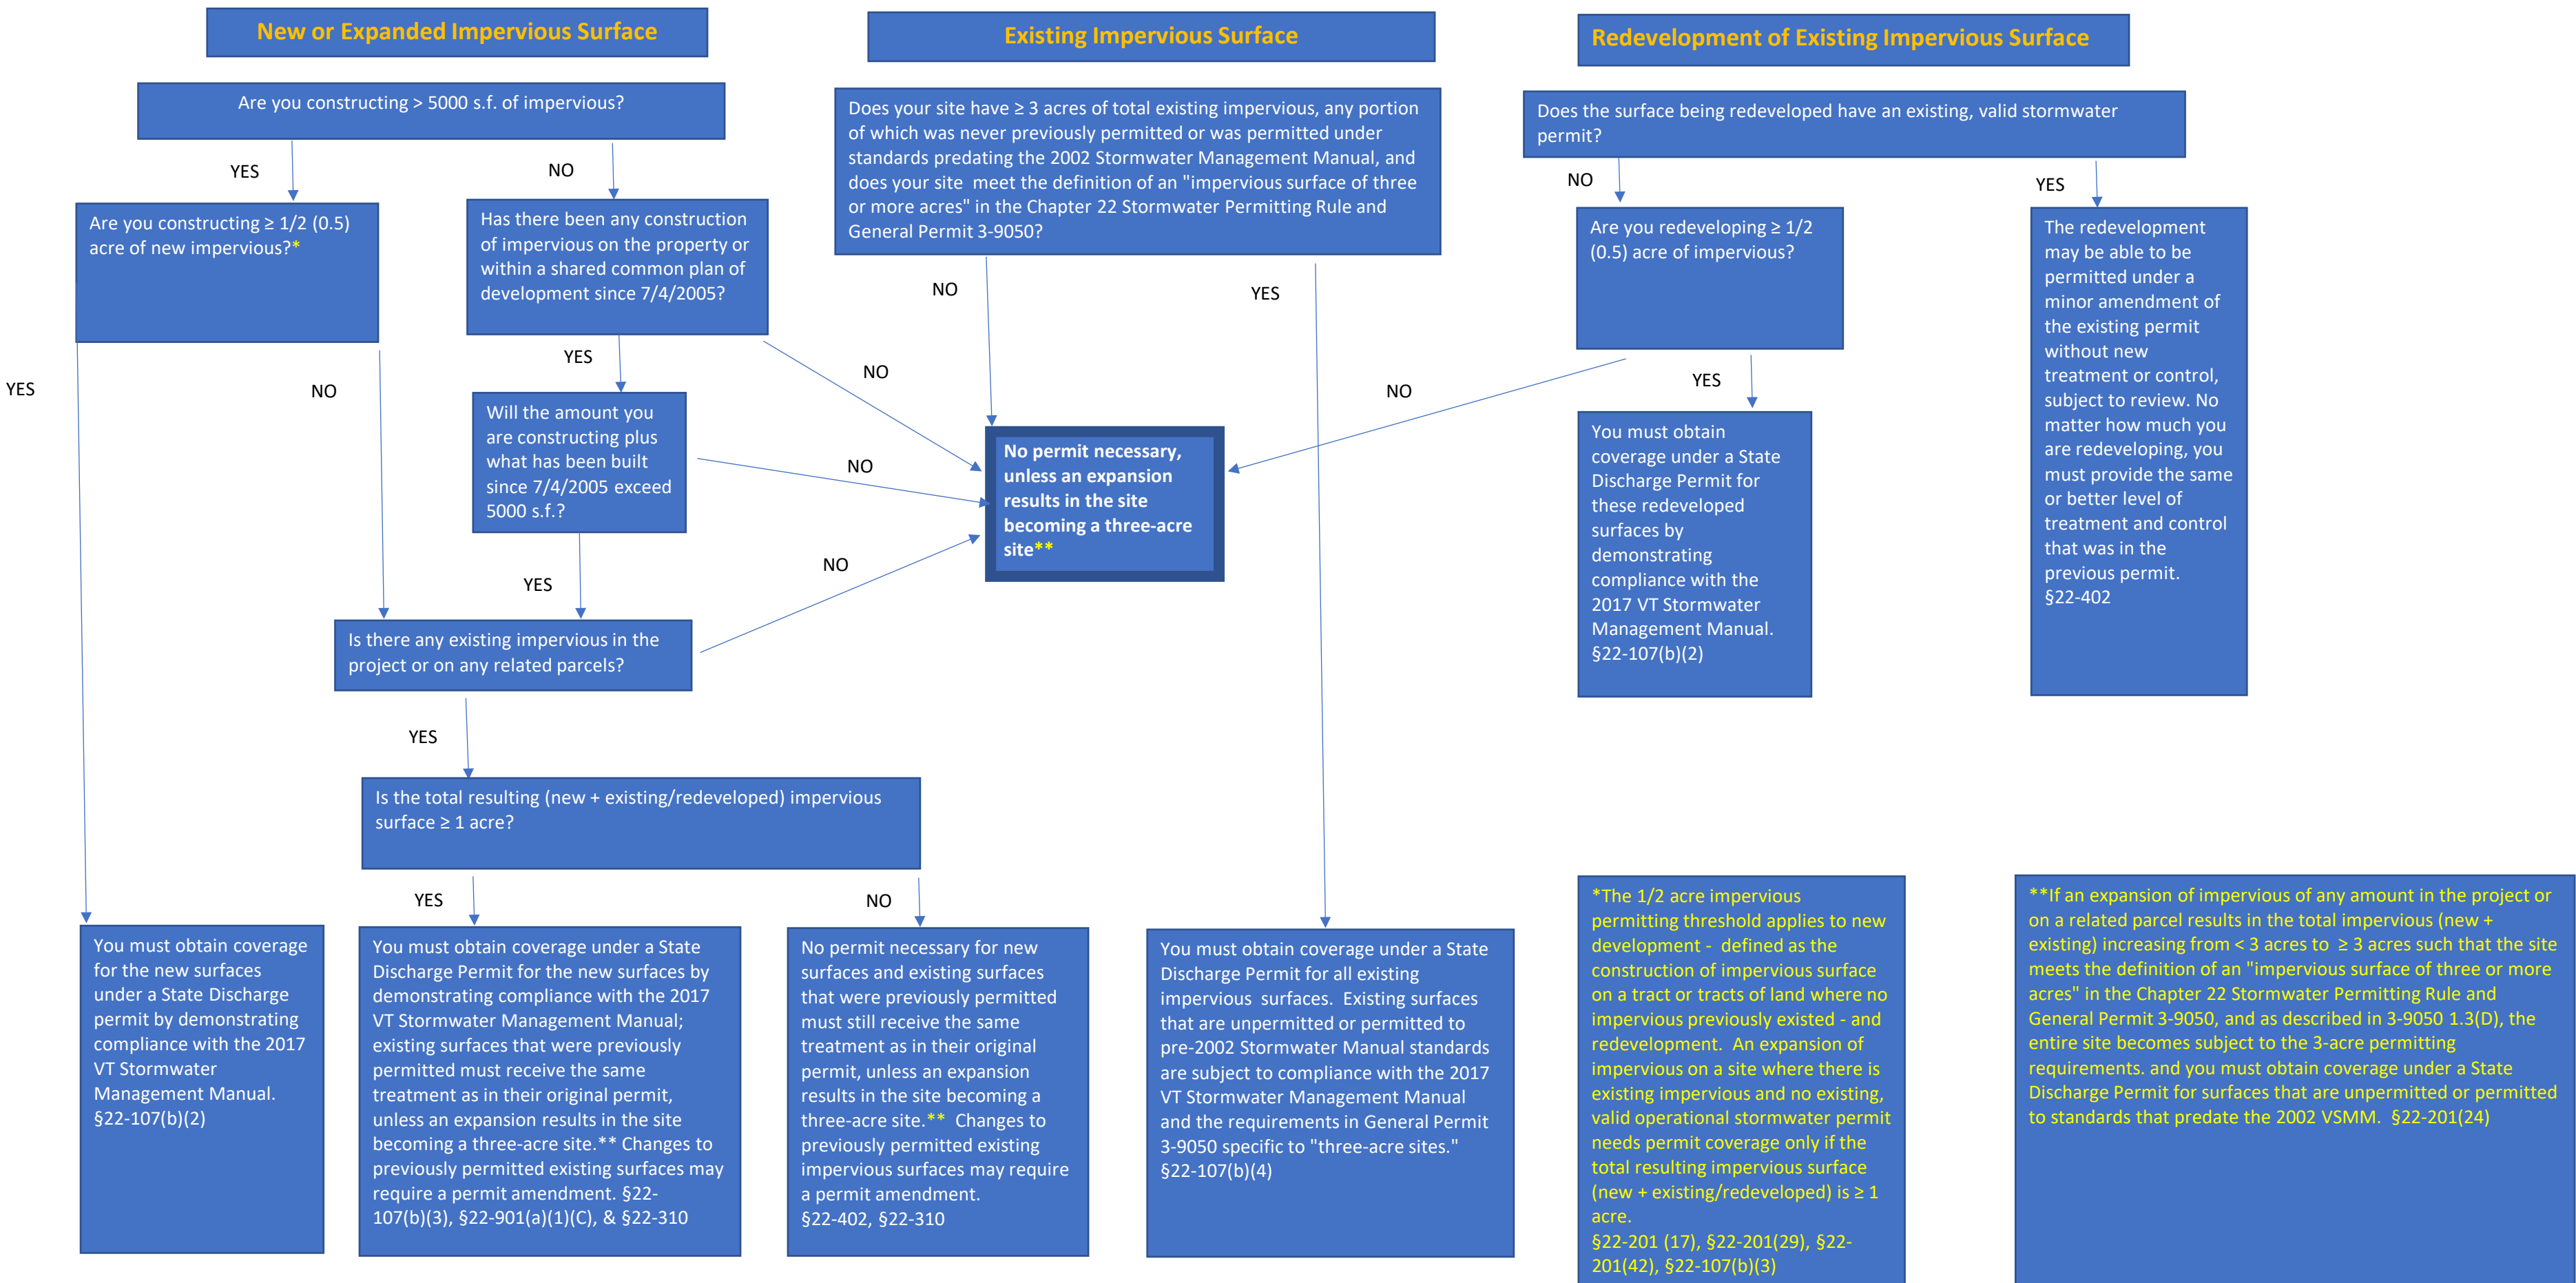 New or Expanded Impervious Surface
Are you constructing > 5000 s.f. of impervious?
YES
NO
Are you constructing ≥ 1/2 (0.5)
acre of new impervious?*
Has there been any construction
of impervious on the property or
within a shared common plan of
development since 7/4/2005?
YES
NO
YES
NO
Will the amount you
are constructing plus
what has been built
since 7/4/2005 exceed
5000 s.f.?
NO
YES
Is there any existing impervious in the
project or on any related parcels?
NO
YES
Is the total resulting (new + existing/redeveloped) impervious
surface ≥ 1 acre?
YES
NO
You must obtain coverage
for the new surfaces
under a State Discharge
permit by demonstrating
compliance with the 2017
VT Stormwater
Management Manual.
§22-107(b)(2)
You must obtain coverage under a State
Discharge Permit for the new surfaces by
demonstrating compliance with the 2017
VT Stormwater Management Manual;
existing surfaces that were previously
permitted must receive the same
treatment as in their original permit,
unless an expansion results in the site
becoming a three-acre site.** Changes to
previously permitted existing surfaces may
require a permit amendment. §22-
107(b)(3), §22-901(a)(1)(C), & §22-310
No permit necessary for new
surfaces and existing surfaces
that were previously permitted
must still receive the same
treatment as in their original
permit, unless an expansion
results in the site becoming a
three-acre site.** Changes to
previously permitted existing
impervious surfaces may require
a permit amendment.
§22-402, §22-310
Existing Impervious Surface
Does your site have ≥ 3 acres of total existing impervious, any portion
of which was never previously permitted or was permitted under
standards predating the 2002 Stormwater Management Manual, and
does your site meet the definition of an "impervious surface of three
or more acres" in the Chapter 22 Stormwater Permitting Rule and
General Permit 3-9050?
NO
YES
No permit necessary,
unless an expansion
results in the site
becoming a three-acre
site**
You must obtain coverage under a State
Discharge Permit for all existing
impervious surfaces. Existing surfaces
that are unpermitted or permitted to
pre-2002 Stormwater Manual standards
are subject to compliance with the 2017
VT Stormwater Management Manual
and the requirements in General Permit
3-9050 specific to "three-acre sites."
§22-107(b)(4)
Redevelopment of Existing Impervious Surface
Does the surface being redeveloped have an existing, valid stormwater
permit?
NO
YES
Are you redeveloping ≥ 1/2
(0.5) acre of impervious?
NO
YES
You must obtain
coverage under a State
Discharge Permit for
these redeveloped
surfaces by
demonstrating
compliance with the
2017 VT Stormwater
Management Manual.
§22-107(b)(2)
The redevelopment
may be able to be
permitted under a
minor amendment of
the existing permit
without new
treatment or control,
subject to review. No
matter how much you
are redeveloping, you
must provide the same
or better level of
treatment and control
that was in the
previous permit.
§22-402
*The 1/2 acre impervious
permitting threshold applies to new
development - defined as the
construction of impervious surface
on a tract or tracts of land where no
impervious previously existed - and
redevelopment. An expansion of
impervious on a site where there is
existing impervious and no existing,
valid operational stormwater permit
needs permit coverage only if the
total resulting impervious surface
(new + existing/redeveloped) is ≥ 1
acre.
§22-201 (17), §22-201(29), §22-
201(42), §22-107(b)(3)
**If an expansion of impervious of any amount in the project or
on a related parcel results in the total impervious (new +
existing) increasing from < 3 acres to ≥ 3 acres such that the site
meets the definition of an "impervious surface of three or more
acres" in the Chapter 22 Stormwater Permitting Rule and
General Permit 3-9050, and as described in 3-9050 1.3(D), the
entire site becomes subject to the 3-acre permitting
requirements. and you must obtain coverage under a State
Discharge Permit for surfaces that are unpermitted or permitted
to standards that predate the 2002 VSMM. §22-201(24)